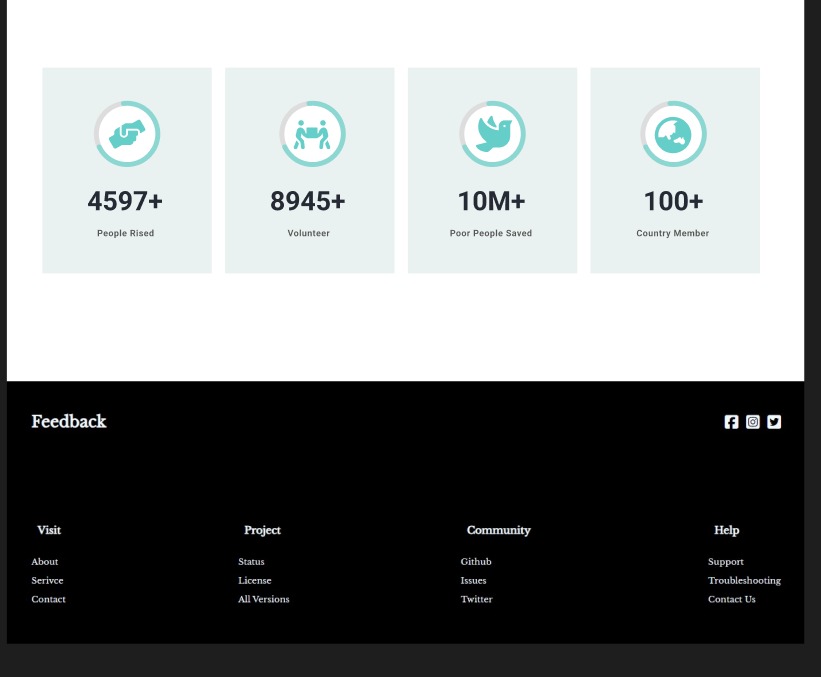 4597+ 8945+ 10M+ 100+
People Rised Volunteer Poor People Saved Country Member
Feedback
Visit Project Community Help
About Status Github Support
Serivce License Issues Troubleshooting
Contact All Versions Twitter Contact Us